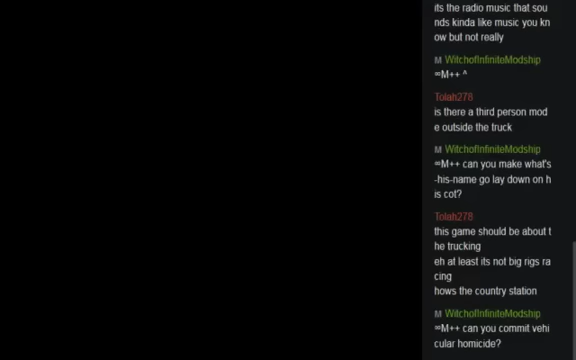 its the radio music that sou
nds kinda like music you kn
ow but not really
M WitchofInfiniteModship
=M++ ^
Tolah278
is there a third person mod
e outside the truck
M WitchofInfiniteModship
=M++ can you make what's
-his-name go lay down on h
is cot?
Tolah278
this game should be about t
he trucking
eh at least its not big rigs ra
cing
hows the country station
M WitchofInfiniteModship
=M++ can you commit vehi
cular homicide?